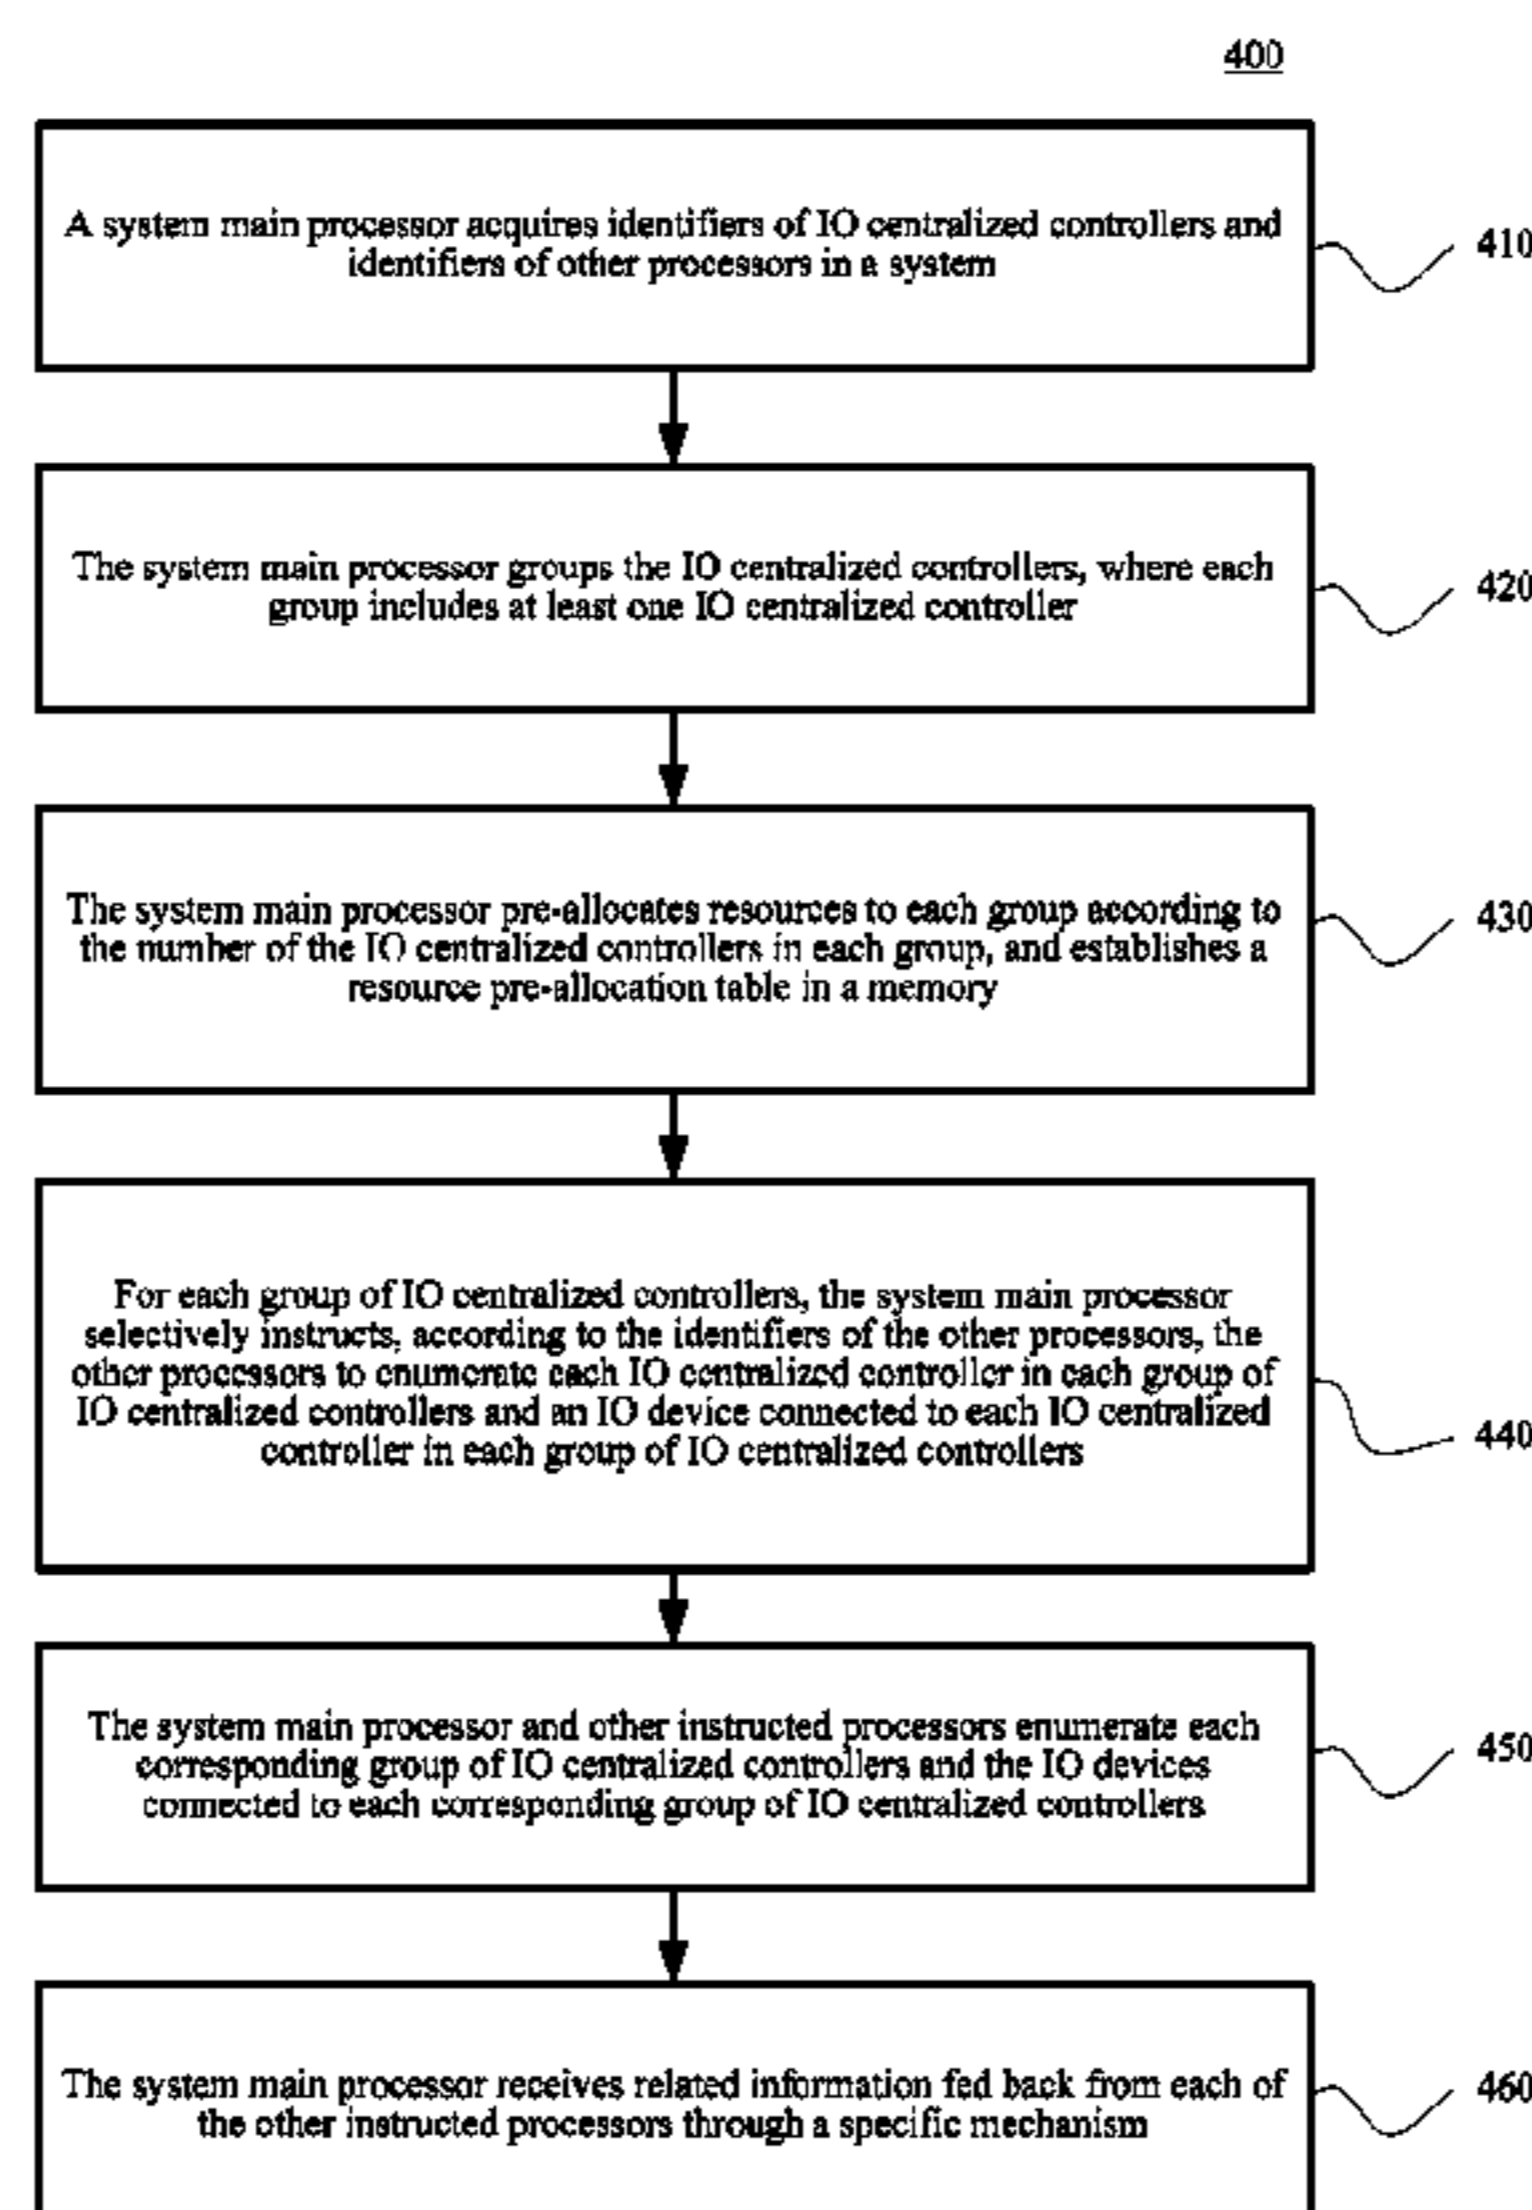 400
A system main processor acquires identifiers of IO centralized controllers and
identifiers of other processors in a system
410
The system main processor groups the IO centralized controllers, where each
group includes at least one IO centralized controller
420
The system main processor pre-allocates resources to each group according to
the number of the IO centralized controllers in each group, and establishes a
resource pre-allocation table in a memory
430
For each group of IO centralized controllers, the system main processor
selectively instructs, according to the identifiers of the other processors, the
other processors to enumerate each IO centralized controller in each group of
IO centralized controllers and an IO device connected to each IO centralized
controller in each group of IO centralized controllers
440
The system main processor and other instructed processors enumerate each
corresponding group of IO centralized controllers and the IO devices
connected to each corresponding group of IO centralized controllers
450
The system main processor receives related information fed back from each of
the other instructed processors through a specific mechanism
460